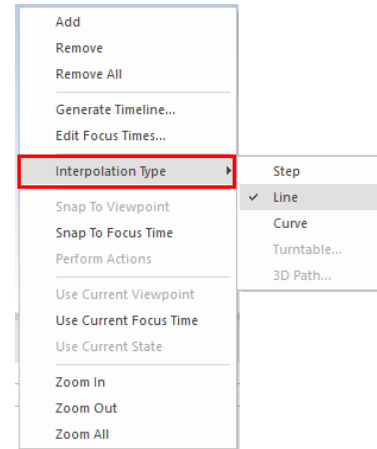 Add
Remove
Remove All
Generate Timeline...
Edit Focus Times...
Interpolation Type
Step
Line
Curve
Turntable...
3D Path...
Snap To Viewpoint
Snap To Focus Time
Perform Actions
Use Current Viewpoint
Use Current Focus Time
Use Current State
Zoom In
Zoom Out
Zoom All